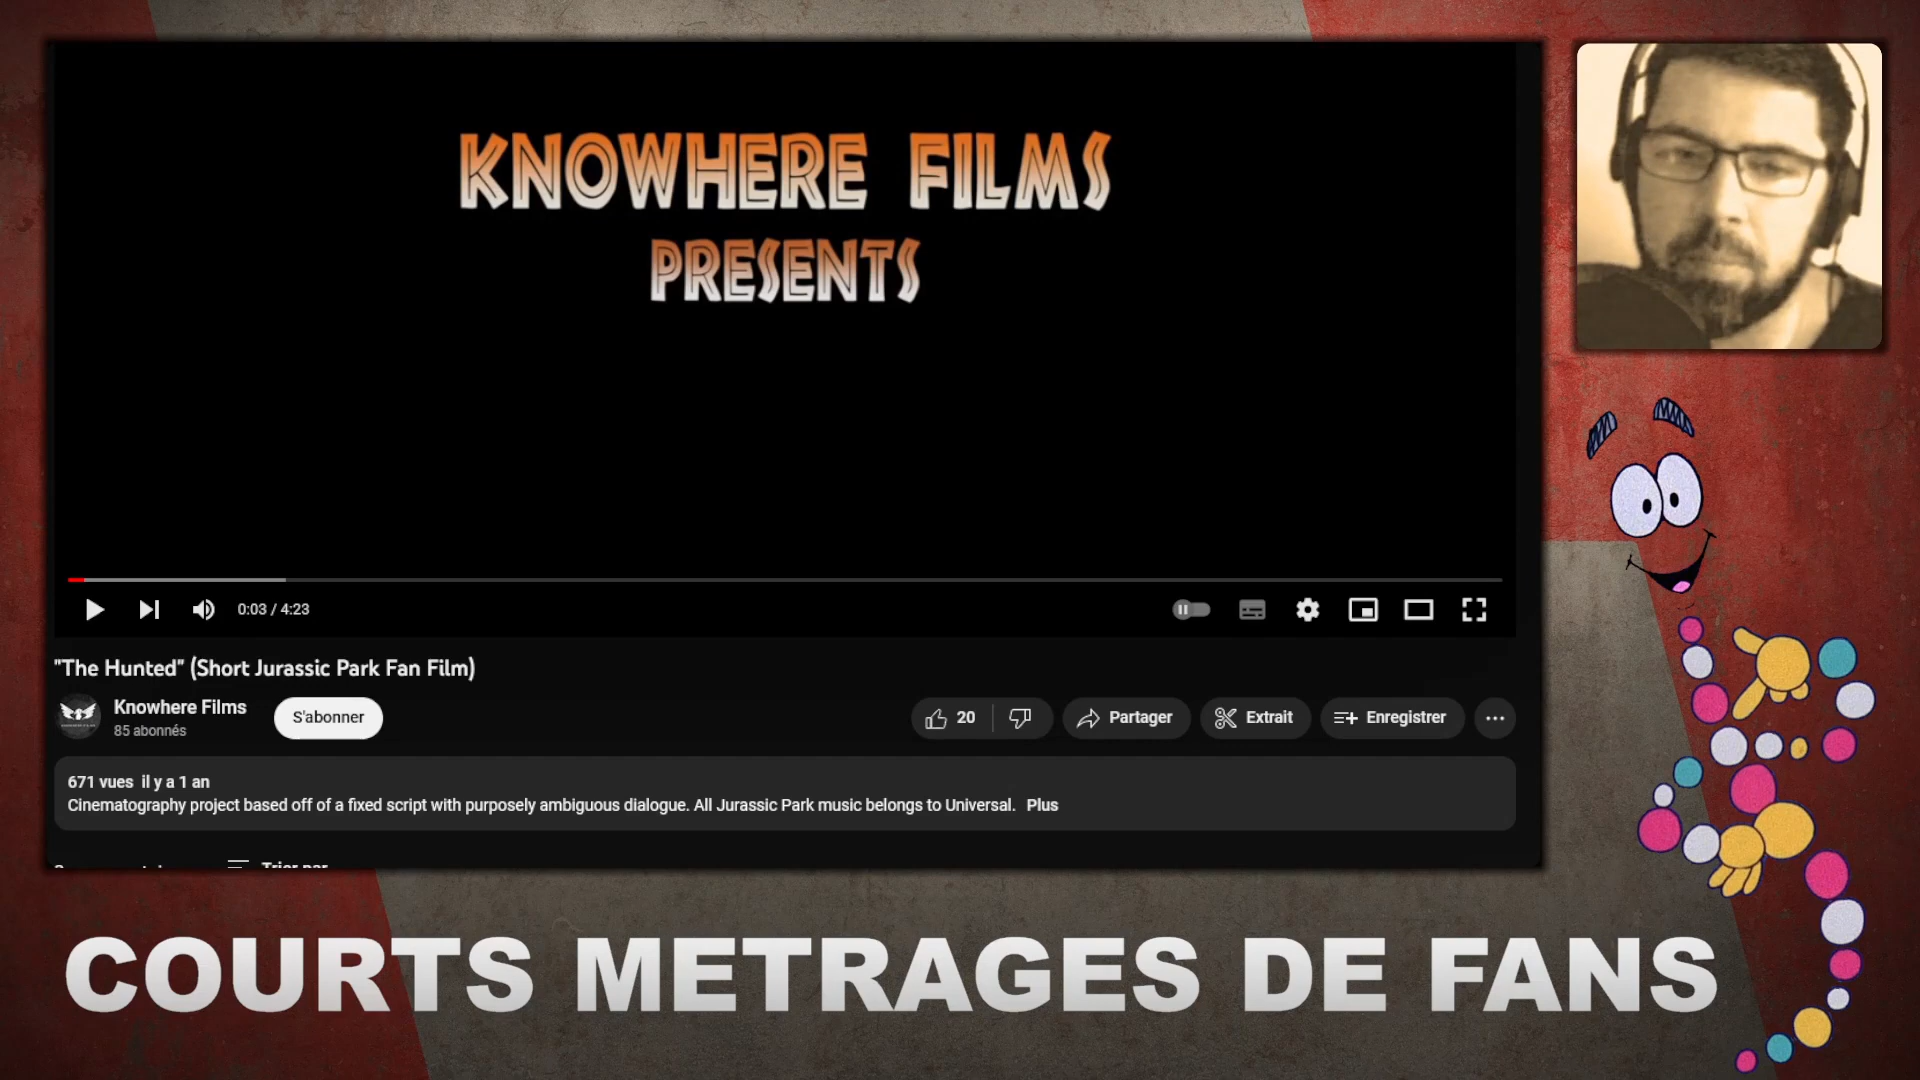 KNOWHERE FILMS
PRESENTS
0:03 / 4:23
"The Hunted" (Short Jurassic Park Fan Film)
Knowhere Films
85 abonnés
S'abonner
20
Partager
Extrait
Enregistrer
671 vues il y a 1 an
Cinematography project based off of a fixed script with purposely ambiguous dialogue. All Jurassic Park music belongs to Universal. Plus
Trier par
COURTS METRAGES DE FANS